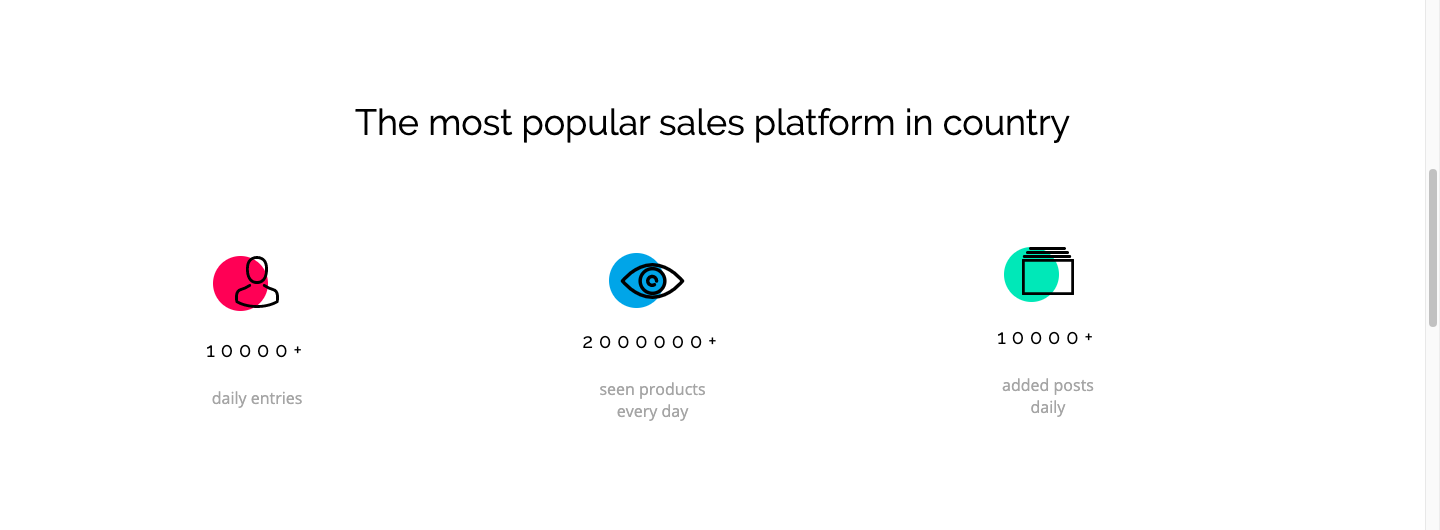 The most popular sales platform in country
10000+
daily entries
2000000+
seen products
every day
10000+
added posts
daily